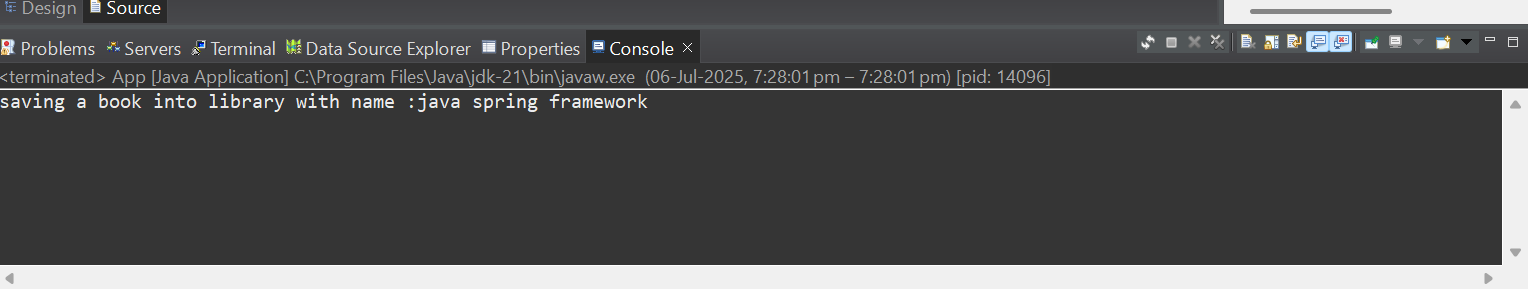 Design Source
Problems Servers Terminal Data Source Explorer Properties Console
<terminated> App [Java Application] C:\Program Files\Java\jdk-21\bin\javaw.exe (06-Jul-2025, 7:28:01 pm – 7:28:01 pm) [pid: 14096]
saving a book into library with name :java spring framework